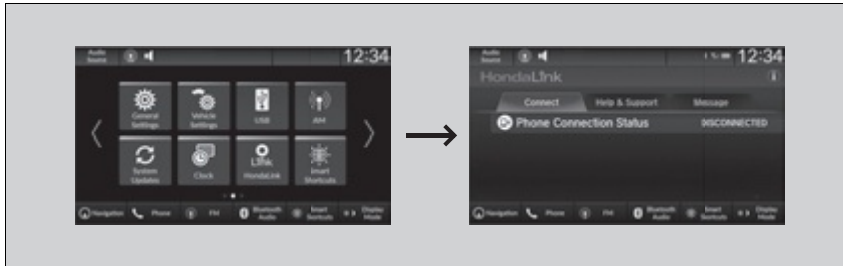 Audio Source
12:34
General Settings
Vehicle Settings
USB
AM
System Updates
Clock
HondaLink
Smart Shortcuts
Navigation
Phone
FM
Bluetooth Audio
Smart Shortcuts
Display Mode
Audio Source
12:34
HondaLink
Connect
Help & Support
Message
Phone Connection Status
DISCONNECTED
Navigation
Phone
FM
Bluetooth Audio
Smart Shortcuts
Display Mode